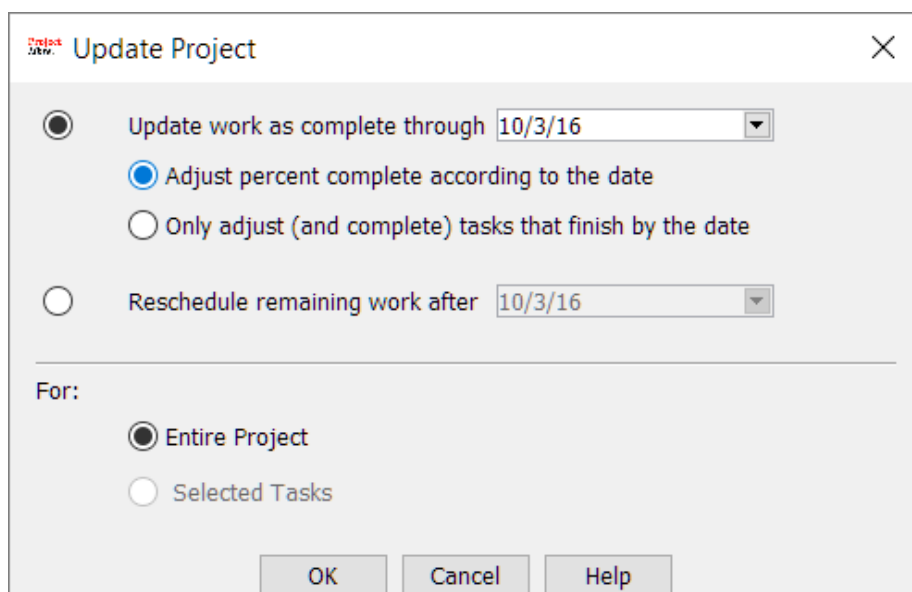 Project Libre. Update Project
Update work as complete through 10/3/16
Adjust percent complete according to the date
Only adjust (and complete) tasks that finish by the date
Reschedule remaining work after 10/3/16
For:
Entire Project
Selected Tasks
OK Cancel Help